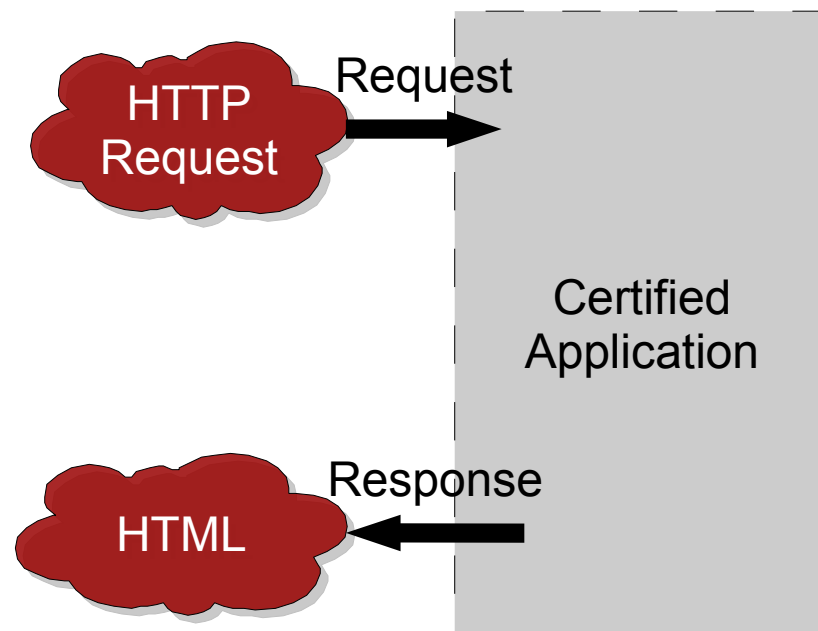 Request
HTTP
Request
Certified
Application
Response
HTML